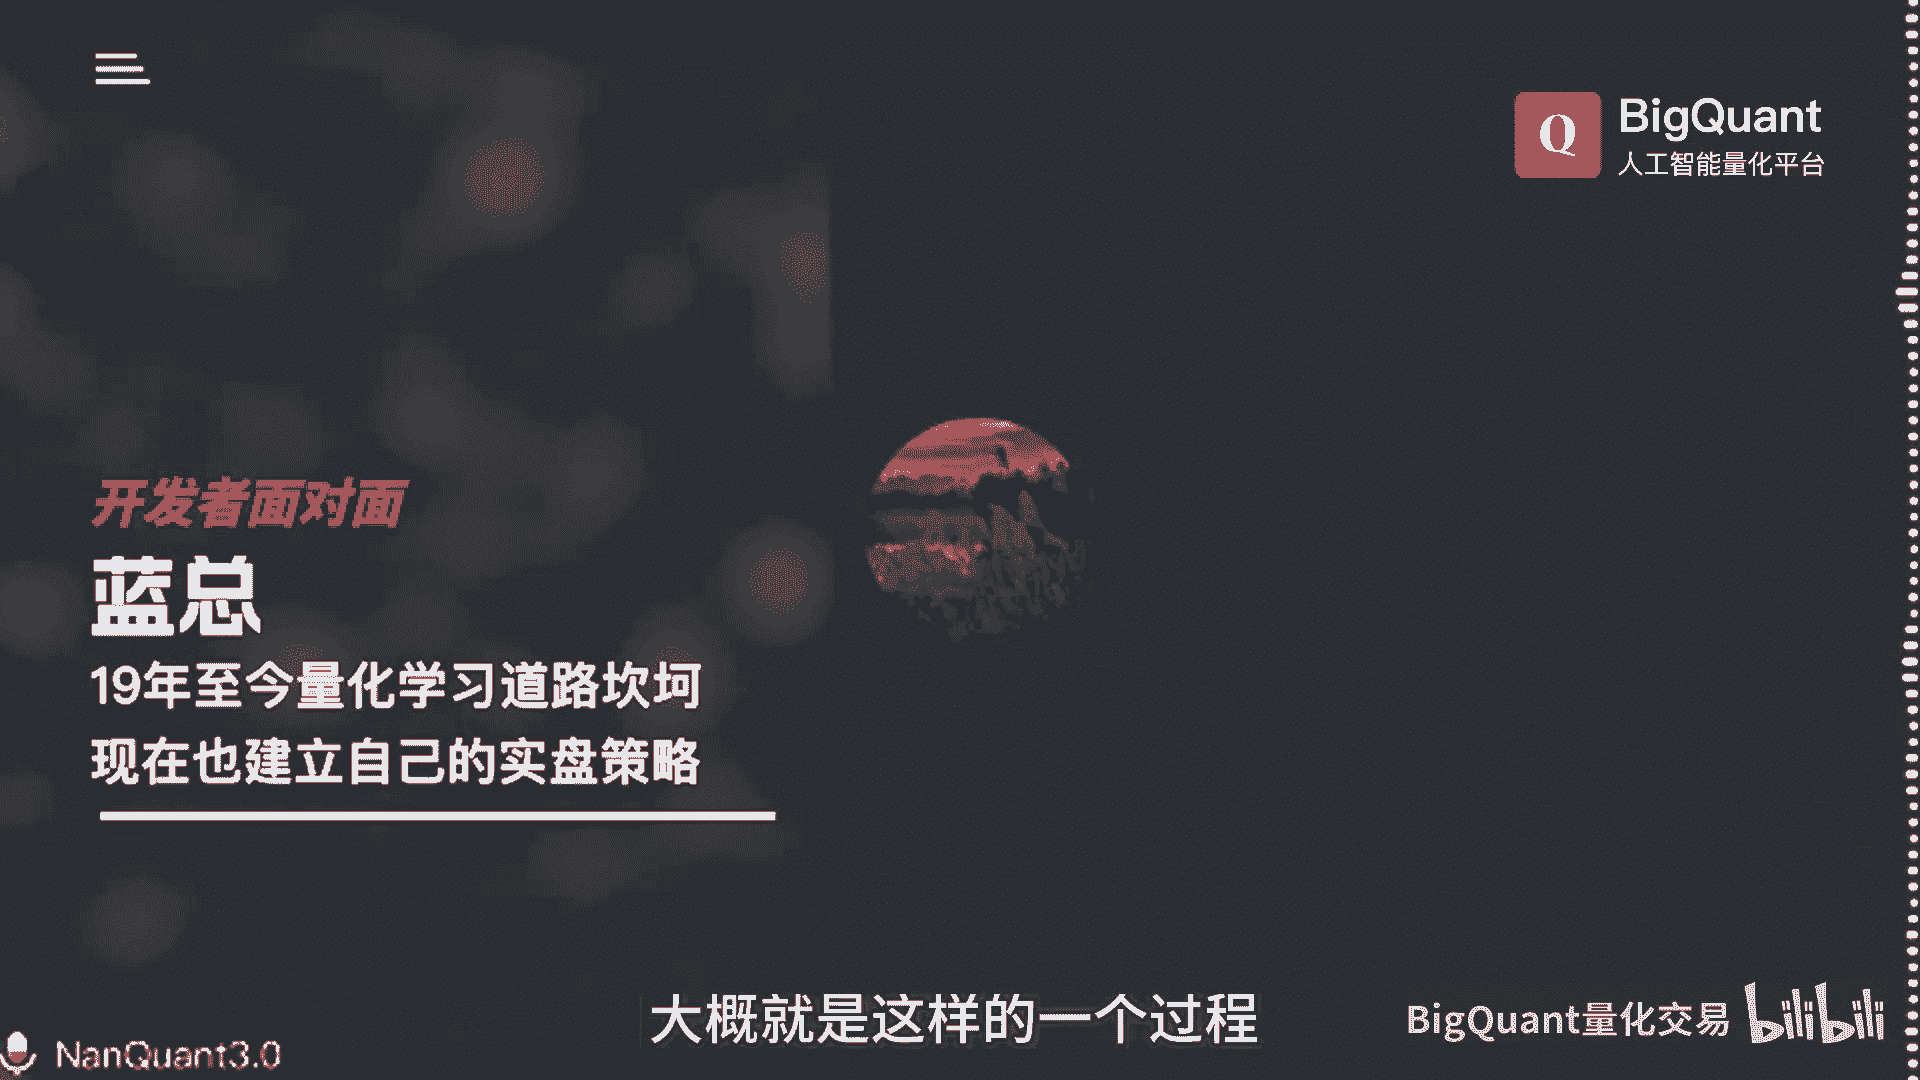 Q
BigQuant
人工智能量化平台
开发者面对面
蓝总
19年至今量化学习道路坎坷
现在也建立自己的实盘策略
大概就是这样的一个过程
BigQuant量化交易 bilibili
NanQuant3.0